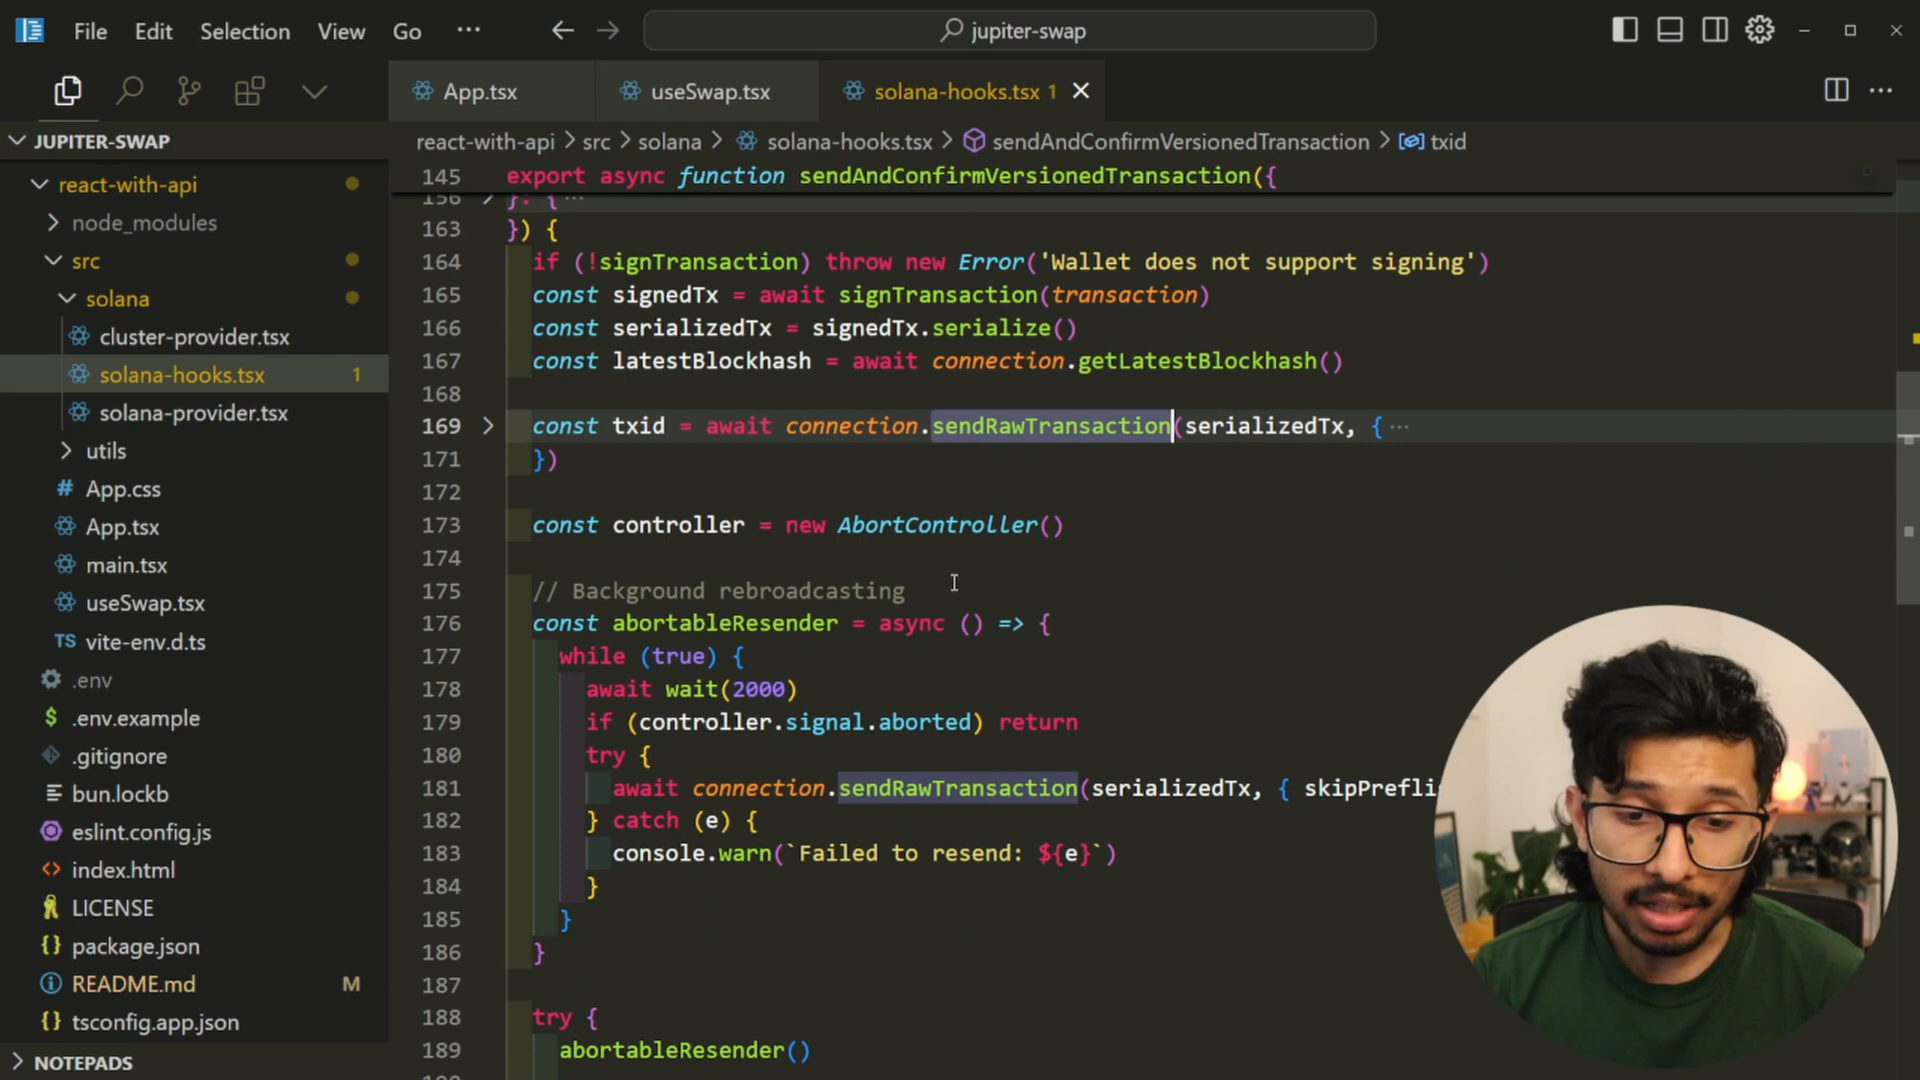 File Edit Selection View Go ··· jupiter-swap
App.tsx useSwap.tsx solana-hooks.tsx 1
JUPITER-SWAP
react-with-api
node_modules
src
solana
cluster-provider.tsx
solana-hooks.tsx 1
solana-provider.tsx
utils
# App.css
App.tsx
main.tsx
useSwap.tsx
TS vite-env.d.ts
.env
$ .env.example
.gitignore
bun.lockb
eslint.config.js
<> index.html
LICENSE
{} package.json
README.md M
{} tsconfig.app.json
NOTEPADS
react-with-api > src > solana > solana-hooks.tsx > sendAndConfirmVersionedTransaction > txid
145 export async function sendAndConfirmVersionedTransaction({
156 }: { ···
163 }) {
164 if (!signTransaction) throw new Error('Wallet does not support signing')
165 const signedTx = await signTransaction(transaction)
166 const serializedTx = signedTx.serialize()
167 const latestBlockhash = await connection.getLatestBlockhash()
168
169 const txid = await connection.sendRawTransaction(serializedTx, { ···
171 })
172
173 const controller = new AbortController()
174
175 // Background rebroadcasting
176 const abortableResender = async () => {
177 while (true) {
178 await wait(2000)
179 if (controller.signal.aborted) return
180 try {
181 await connection.sendRawTransaction(serializedTx, { skipPrefli
182 } catch (e) {
183 console.warn(`Failed to resend: ${e}`)
184 }
185 }
186 }
187
188 try {
189 abortableResender()